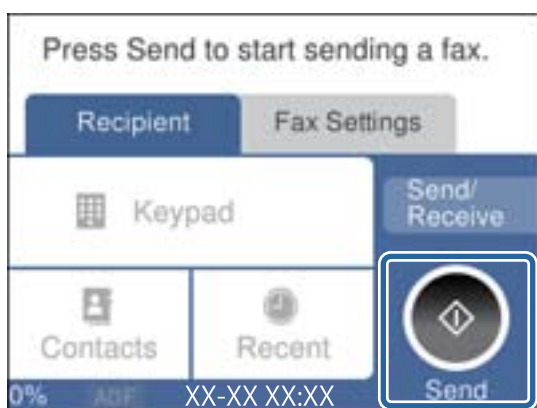 Press Send to start sending a fax.
Recipient
Fax Settings
Keypad
Send/
Receive
Contacts
Recent
0%
ADF
XX-XX XX:XX
Send